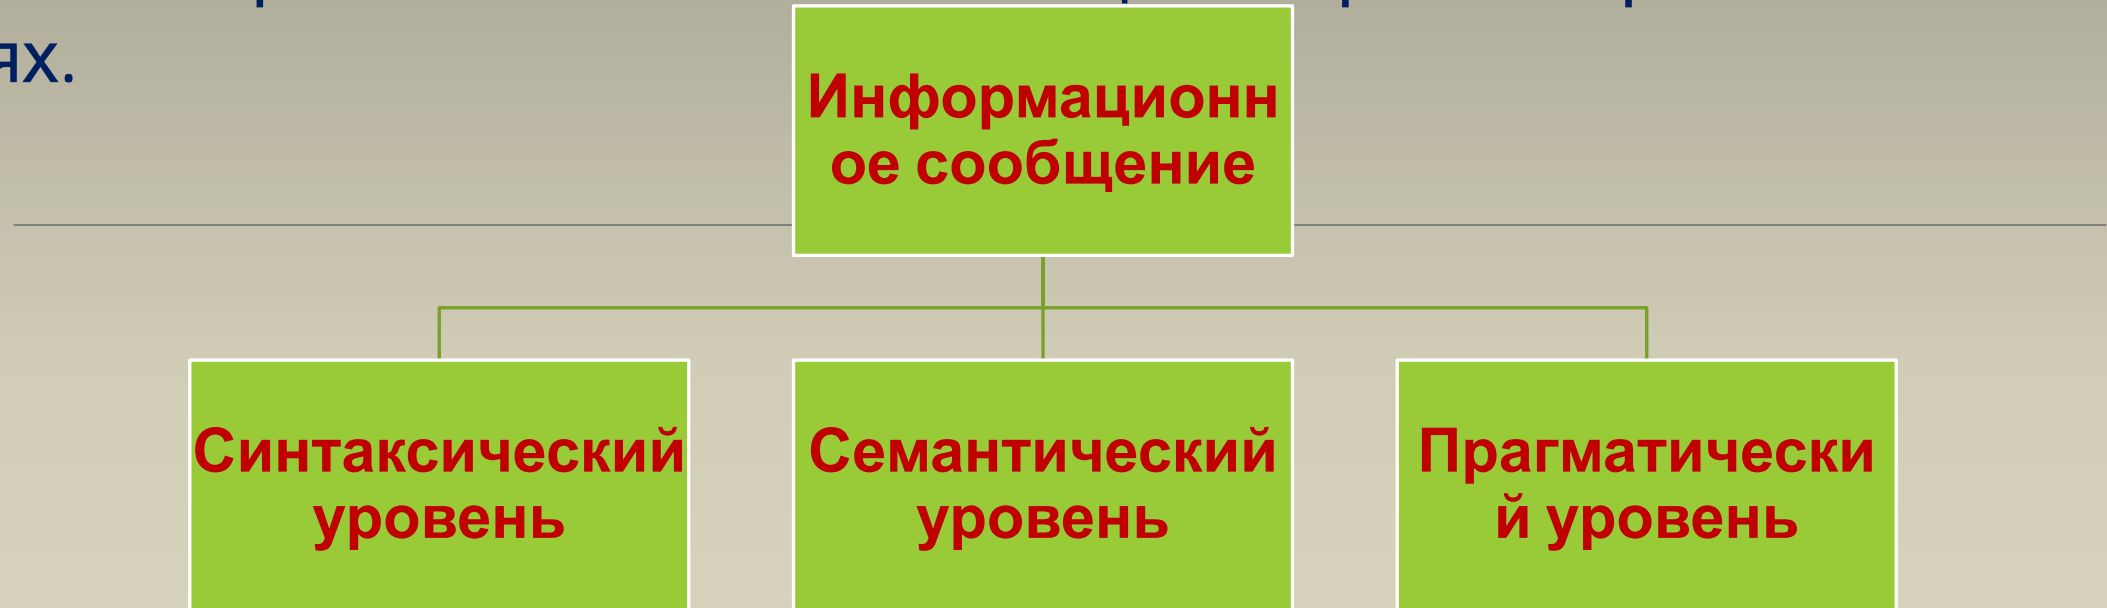 ях.
Информационн
ое сообщение
Синтаксический
уровень
Семантический
уровень
Прагматически
й уровень